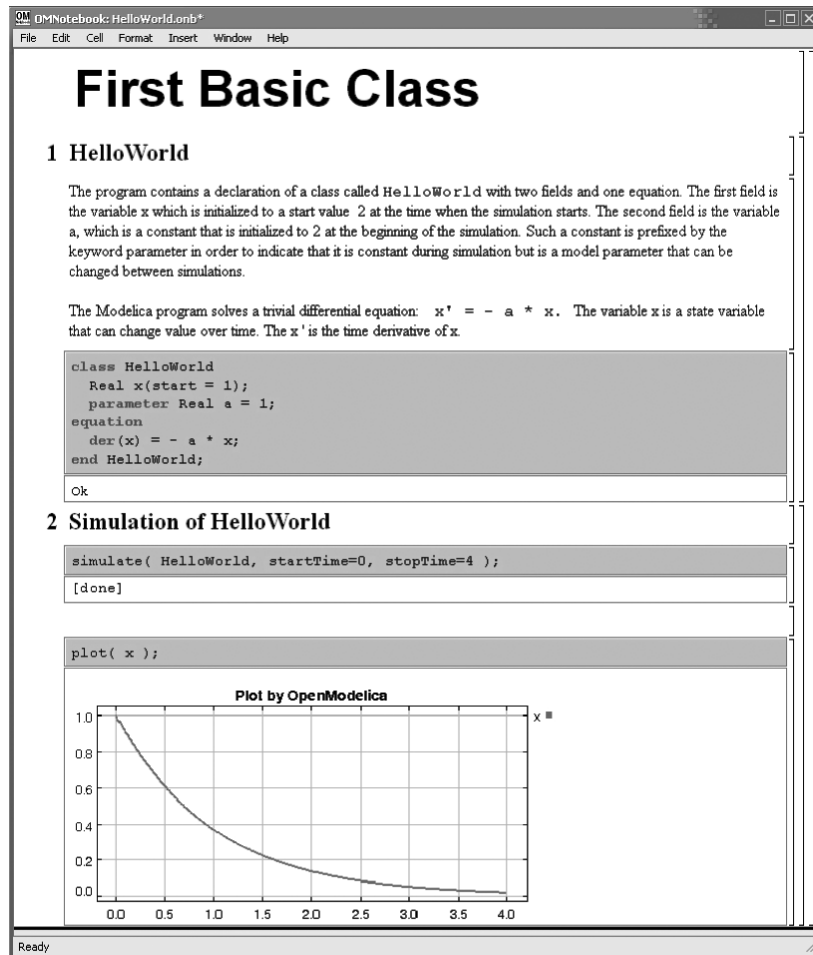 OMNotebook: HelloWorld.onb*
File Edit Cell Format Insert Window Help
First Basic Class
1 HelloWorld
The program contains a declaration of a class called HelloWorld with two fields and one equation. The first field is
the variable x which is initialized to a start value 2 at the time when the simulation starts. The second field is the variable
a, which is a constant that is initialized to 2 at the beginning of the simulation. Such a constant is prefixed by the
keyword parameter in order to indicate that it is constant during simulation but is a model parameter that can be
changed between simulations.
The Modelica program solves a trivial differential equation: x' = - a * x. The variable x is a state variable
that can change value over time. The x ' is the time derivative of x.
class HelloWorld
Real x(start = 1);
parameter Real a = 1;
equation
der(x) = - a * x;
end HelloWorld;
Ok
2 Simulation of HelloWorld
simulate( HelloWorld, startTime=0, stopTime=4 );
[done]
plot( x );
Plot by OpenModelica
x
1.0
0.8
0.6
0.4
0.2
0.0
0.0 0.5 1.0 1.5 2.0 2.5 3.0 3.5 4.0
Ready